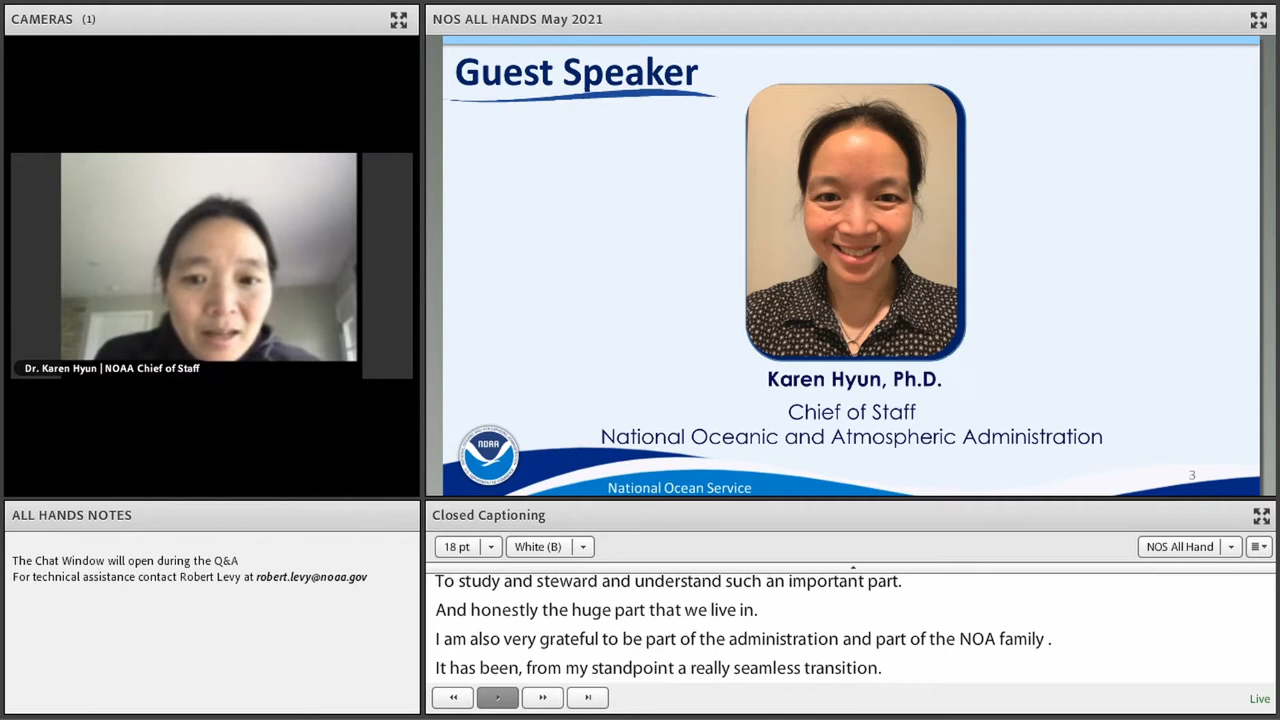 CAMERAS (1)
Dr. Karen Hyun | NOAA Chief of Staff
NOS ALL HANDS May 2021
Guest Speaker
Karen Hyun, Ph.D.
Chief of Staff
National Oceanic and Atmospheric Administration
NOAA
National Ocean Service
3
ALL HANDS NOTES
The Chat Window will open during the Q&A
For technical assistance contact Robert Levy at robert.levy@noaa.gov
Closed Captioning
18 pt
White (B)
NOS All Hand
To study and steward and understand such an important part.
And honestly the huge part that we live in.
I am also very grateful to be part of the administration and part of the NOA family .
It has been, from my standpoint a really seamless transition.
Live